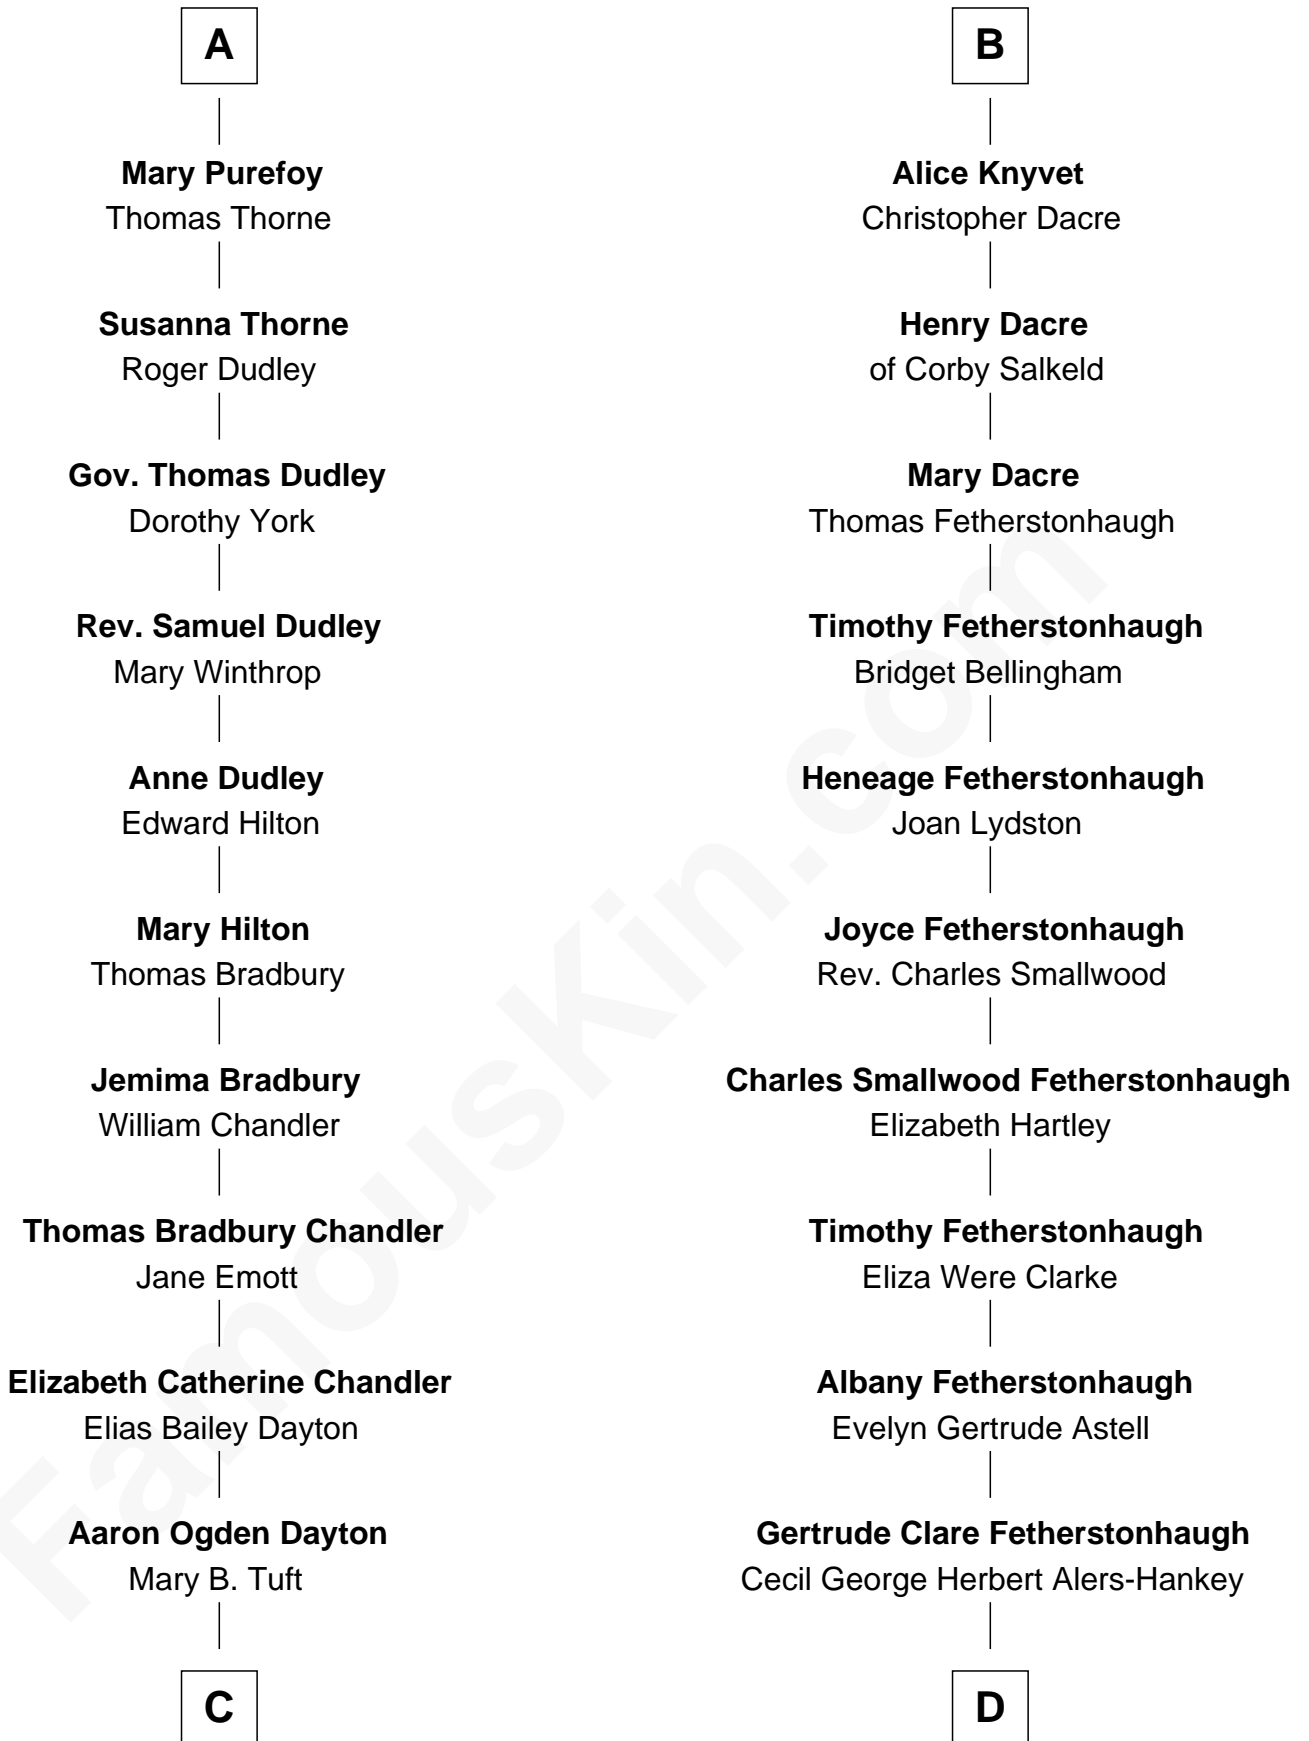 A
Mary Purefoy
Thomas Thorne
Susanna Thorne
Roger Dudley
Gov. Thomas Dudley
Dorothy York
Rev. Samuel Dudley
Mary Winthrop
Anne Dudley
Edward Hilton
Mary Hilton
Thomas Bradbury
Jemima Bradbury
William Chandler
Thomas Bradbury Chandler
Jane Emott
Elizabeth Catherine Chandler
Elias Bailey Dayton
Aaron Ogden Dayton
Mary B. Tuft
C
B
Alice Knyvet
Christopher Dacre
Henry Dacre
of Corby Salkeld
Mary Dacre
Thomas Fetherstonhaugh
Timothy Fetherstonhaugh
Bridget Bellingham
Heneage Fetherstonhaugh
Joan Lydston
Joyce Fetherstonhaugh
Rev. Charles Smallwood
Charles Smallwood Fetherstonhaugh
Elizabeth Hartley
Timothy Fetherstonhaugh
Eliza Were Clarke
Albany Fetherstonhaugh
Evelyn Gertrude Astell
Gertrude Clare Fetherstonhaugh
Cecil George Herbert Alers-Hankey
D
FamousKin.com